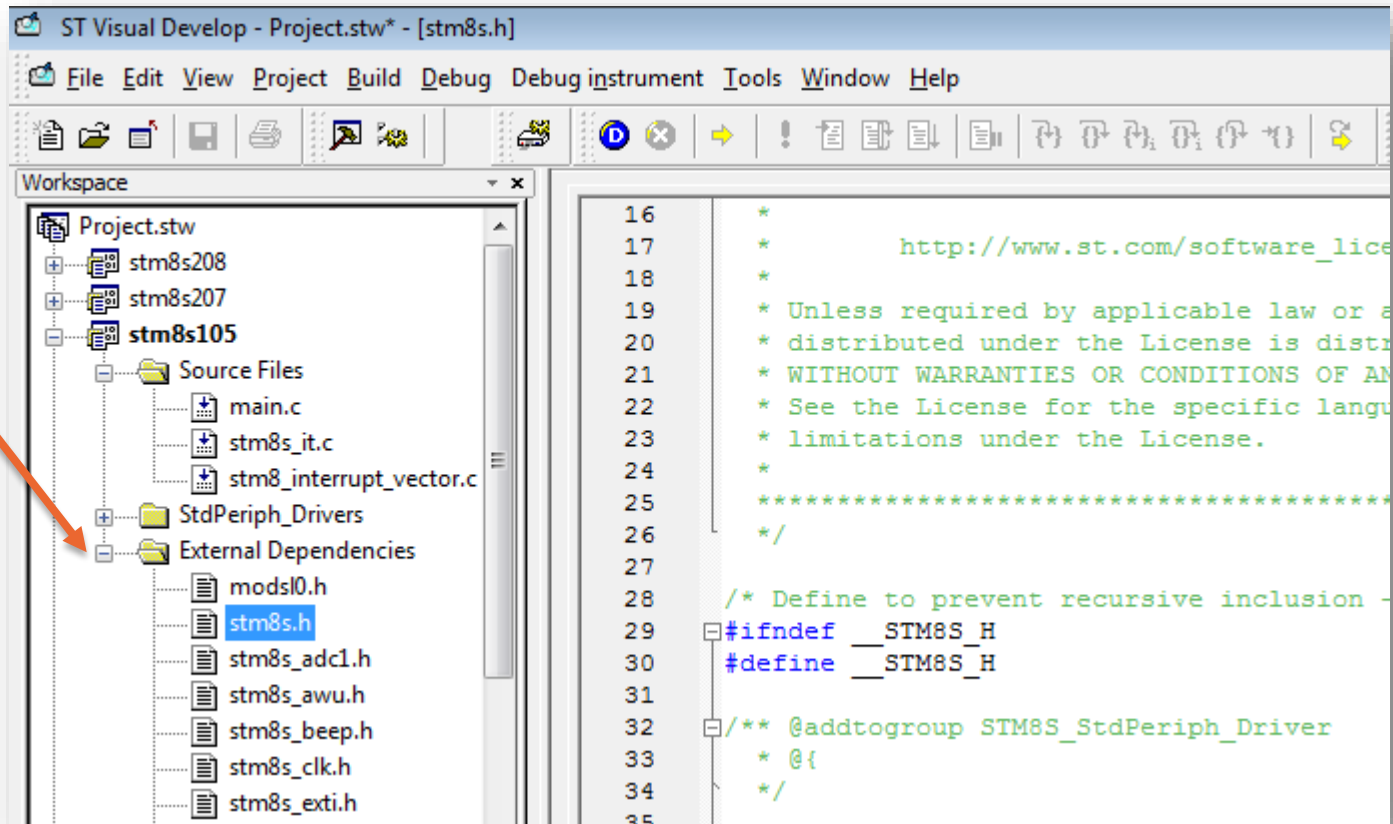 ST Visual Develop - Project.stw* - [stm8s.h]
File Edit View Project Build Debug Debug instrument Tools Window Help
Workspace
Project.stw
stm8s208
stm8s207
stm8s105
Source Files
main.c
stm8s_it.c
stm8_interrupt_vector.c
StdPeriph_Drivers
External Dependencies
modsl0.h
stm8s.h
stm8s_adc1.h
stm8s_awu.h
stm8s_beep.h
stm8s_clk.h
stm8s_exti.h
16 *
17 * http://www.st.com/software_lice
18 *
19 * Unless required by applicable law or a
20 * distributed under the License is distr
21 * WITHOUT WARRANTIES OR CONDITIONS OF AN
22 * See the License for the specific langu
23 * limitations under the License.
24 *
25 ****************************************
26 */
27
28 /* Define to prevent recursive inclusion -
29 #ifndef __STM8S_H
30 #define __STM8S_H
31
32 /** @addtogroup STM8S_StdPeriph_Driver
33 * @{
34 */
35